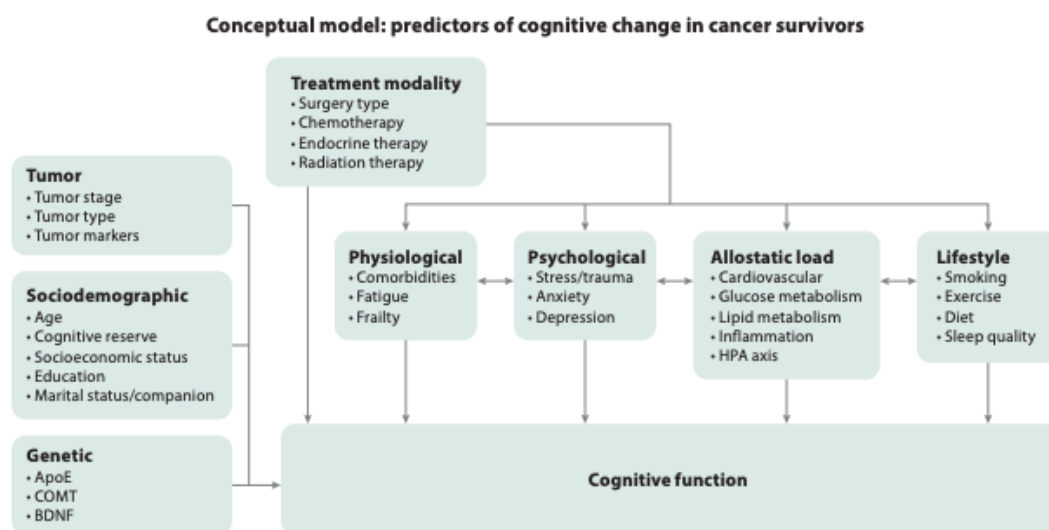 Conceptual model: predictors of cognitive change in cancer survivors
Treatment modality
• Surgery type
• Chemotherapy
• Endocrine therapy
• Radiation therapy
Tumor
• Tumor stage
• Tumor type
• Tumor markers
Sociodemographic
• Age
• Cognitive reserve
• Socioeconomic status
• Education
• Marital status/companion
Genetic
• ApoE
• COMT
• BDNF
Physiological
• Comorbidities
• Fatigue
• Frailty
Psychological
• Stress/trauma
• Anxiety
• Depression
Allostatic load
• Cardiovascular
• Glucose metabolism
• Lipid metabolism
• Inflammation
• HPA axis
Lifestyle
• Smoking
• Exercise
• Diet
• Sleep quality
Cognitive function